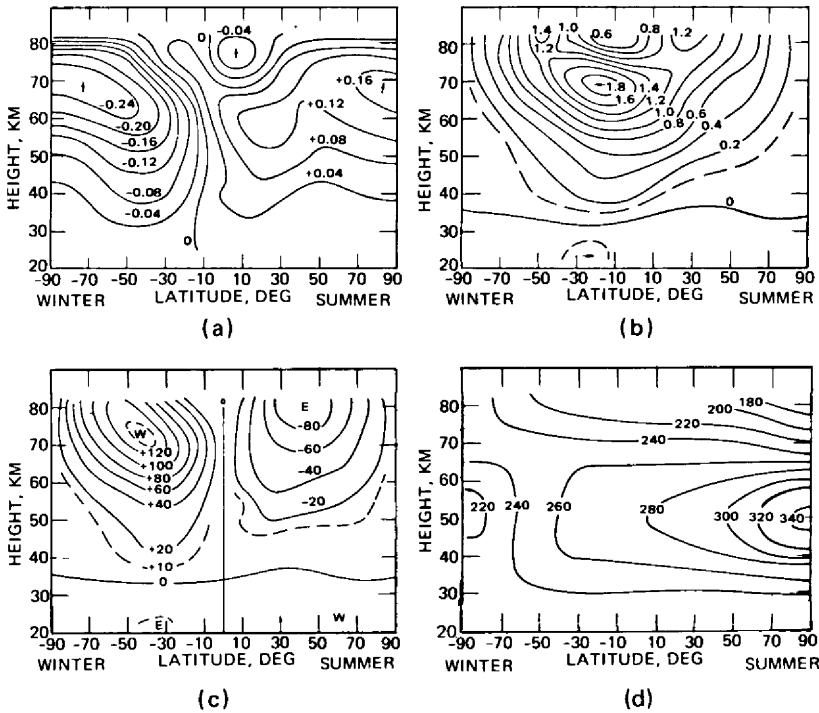 HEIGHT, KM
80
70
60
50
40
30
20
0
-0.04
-0.24
-0.20
-0.16
-0.12
-0.08
-0.04
0
+0.16
+0.12
+0.08
+0.04
-90 -70 -50 -30 -10 10 30 50 70 90
WINTER LATITUDE, DEG SUMMER
(a)
HEIGHT, KM
80
70
60
50
40
30
20
1.4 1.0 0.6 0.8 1.2
1.2
1.8 1.4
1.6 1.2
1.0 0.6
0.8 0.4
0.2
0
-90 -70 -50 -30 -10 10 30 50 70 90
WINTER LATITUDE, DEG SUMMER
(b)
HEIGHT, KM
80
70
60
50
40
30
20
0
W
+120
+100
+80
+60
+40
+20
+10
0
E
E
-80
-60
-40
-20
W
-90 -70 -50 -30 -10 10 30 50 70 90
WINTER LATITUDE, DEG SUMMER
(c)
HEIGHT, KM
80
70
60
50
40
30
20
180
200
220
240
220 240 260 280 300 320 340
-90 -70 -50 -30 -10 10 30 50 70 90
WINTER LATITUDE, DEG SUMMER
(d)